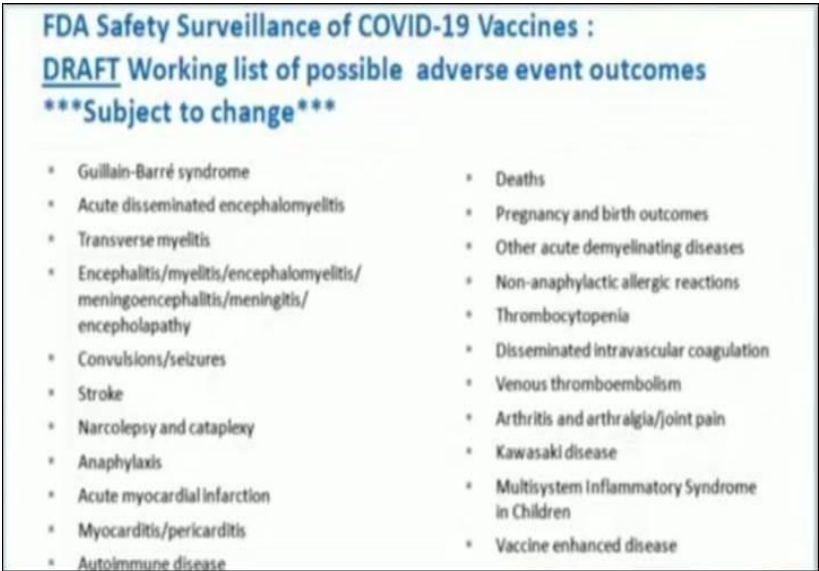 FDA Safety Surveillance of COVID-19 Vaccines :
DRAFT Working list of possible adverse event outcomes
***Subject to change***
Guillain-Barré syndrome
Acute disseminated encephalomyelitis
Transverse myelitis
Encephalitis/myelitis/encephalomyelitis/
meningoencephalitis/meningitis/
encepholapathy
Convulsions/seizures
Stroke
Narcolepsy and cataplexy
Anaphylaxis
Acute myocardial infarction
Myocarditis/pericarditis
Autoimmune disease
Deaths
Pregnancy and birth outcomes
Other acute demyelinating diseases
Non-anaphylactic allergic reactions
Thrombocytopenia
Disseminated intravascular coagulation
Venous thromboembolism
Arthritis and arthralgia/joint pain
Kawasaki disease
Multisystem Inflammatory Syndrome
in Children
Vaccine enhanced disease